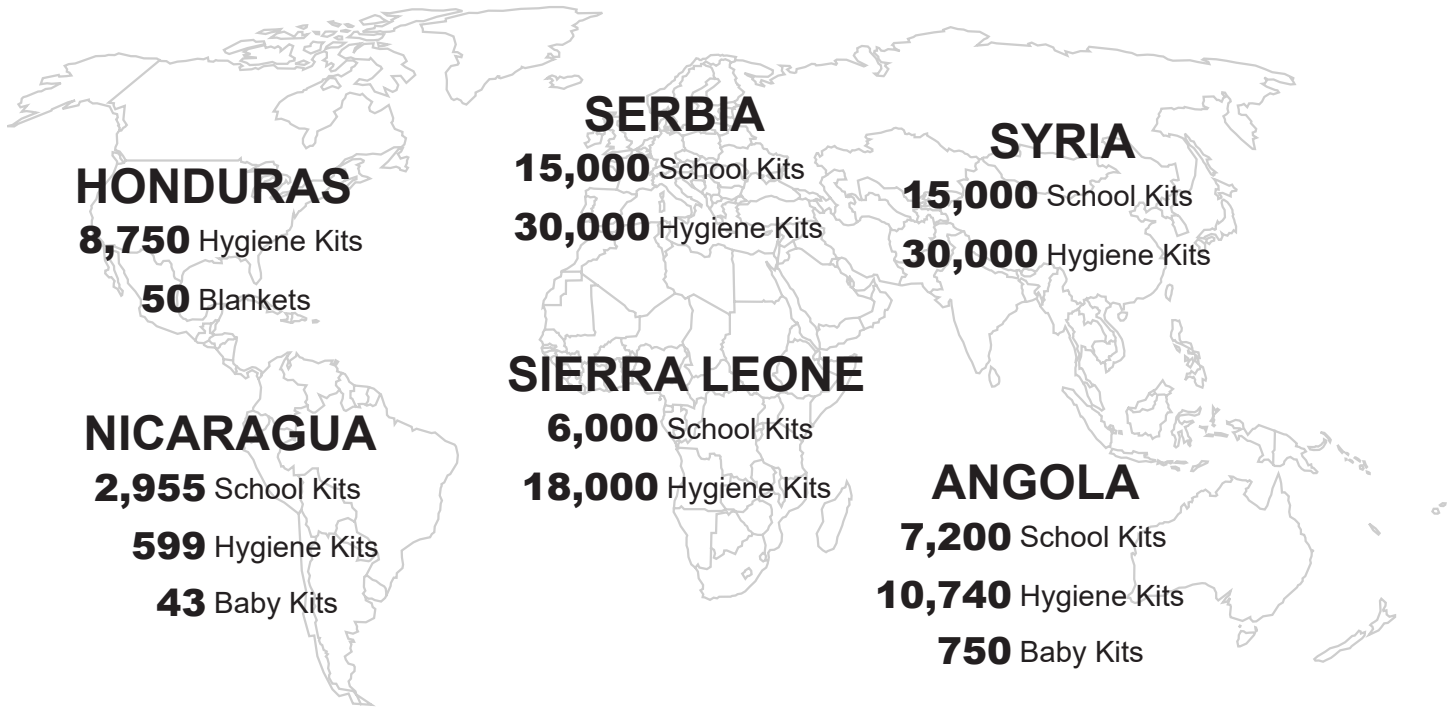 HONDURAS
8,750 Hygiene Kits
50 Blankets
NICARAGUA
2,955 School Kits
599 Hygiene Kits
43 Baby Kits
SERBIA
15,000 School Kits
30,000 Hygiene Kits
SIERRA LEONE
6,000 School Kits
18,000 Hygiene Kits
SYRIA
15,000 School Kits
30,000 Hygiene Kits
ANGOLA
7,200 School Kits
10,740 Hygiene Kits
750 Baby Kits